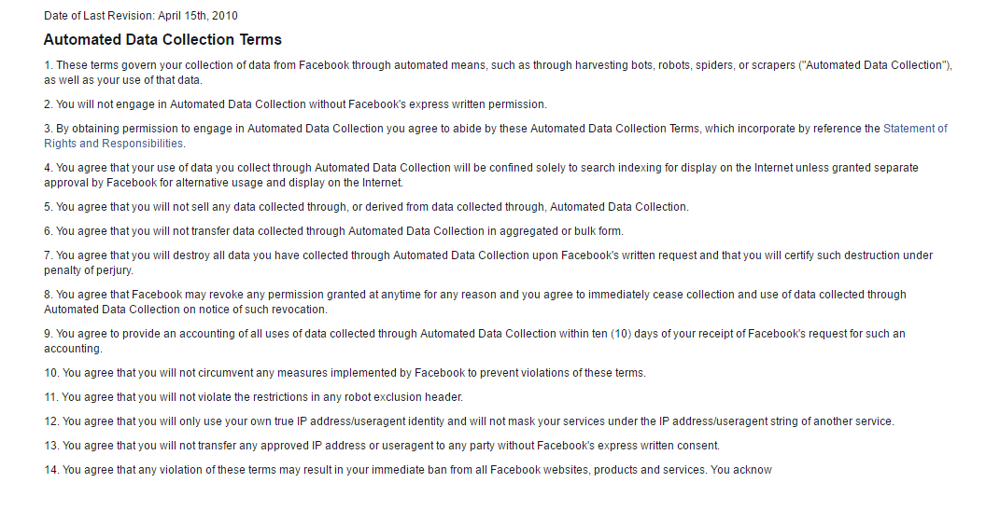 Date of Last Revision: April 15th, 2010
Automated Data Collection Terms
1. These terms govern your collection of data from Facebook through automated means, such as through harvesting bots, robots, spiders, or scrapers ("Automated Data Collection"),
as well as your use of that data.
2. You will not engage in Automated Data Collection without Facebook's express written permission.
3. By obtaining permission to engage in Automated Data Collection you agree to abide by these Automated Data Collection Terms, which incorporate by reference the Statement of
Rights and Responsibilities.
4. You agree that your use of data you collect through Automated Data Collection will be confined solely to search indexing for display on the Internet unless granted separate
approval by Facebook for alternative usage and display on the Internet.
5. You agree that you will not sell any data collected through, or derived from data collected through, Automated Data Collection.
6. You agree that you will not transfer data collected through Automated Data Collection in aggregated or bulk form.
7. You agree that you will destroy all data you have collected through Automated Data Collection upon Facebook's written request and that you will certify such destruction under
penalty of perjury.
8. You agree that Facebook may revoke any permission granted at anytime for any reason and you agree to immediately cease collection and use of data collected through
Automated Data Collection on notice of such revocation.
9. You agree to provide an accounting of all uses of data collected through Automated Data Collection within ten (10) days of your receipt of Facebook's request for such an
accounting.
10. You agree that you will not circumvent any measures implemented by Facebook to prevent violations of these terms.
11. You agree that you will not violate the restrictions in any robot exclusion header.
12. You agree that you will only use your own true IP address/useragent identity and will not mask your services under the IP address/useragent string of another service.
13. You agree that you will not transfer any approved IP address or useragent to any party without Facebook's express written consent.
14. You agree that any violation of these terms may result in your immediate ban from all Facebook websites, products and services. You acknow